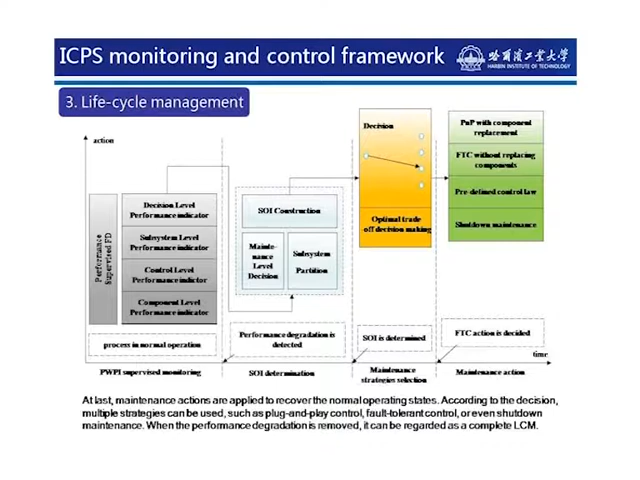 ICPS monitoring and control framework
哈爾濱工業大學
HARBIN INSTITUTE OF TECHNOLOGY
3. Life-cycle management
action
Performance
Supervised FD
Decision Level
Performance indicator
Subsystem Level
Performance indicator
Control Level
Performance indictor
Component Level
Performance indicator
process in normal operation
PWPI supervised monitoring
SOI Construction
Mainte-
nance
Level
Decision
Subsystem
Partition
Performance degradation is
detected
SOI determination
Decision
Optimal trade
off decision making
SOI is determined
Maintenance
strategies selection
PnP with component
replacement
FTC without replacing
components
Pre-defined control law
Shutdown maintenance
FTC action is decided
time
Maintenance action
At last, maintenance actions are applied to recover the normal operating states. According to the decision,
multiple strategies can be used, such as plug-and-play control, fault-tolerant control, or even shutdown
maintenance. When the performance degradation is removed, it can be regarded as a complete LCM.